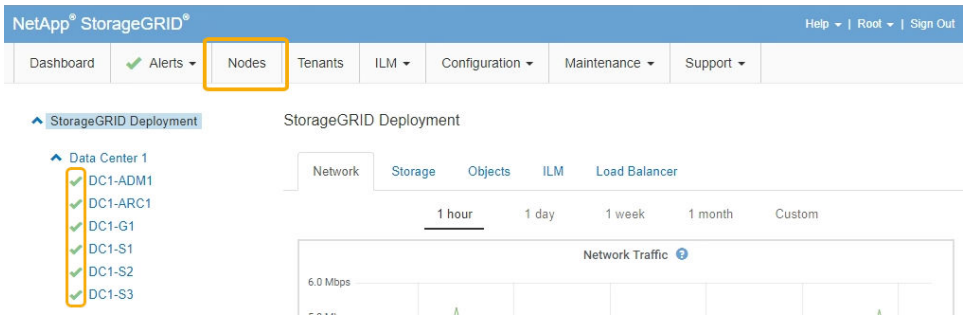 NetApp® StorageGRID®
Help | Root | Sign Out
Dashboard Alerts Nodes Tenants ILM Configuration Maintenance Support
StorageGRID Deployment
StorageGRID Deployment
Data Center 1
DC1-ADM1
DC1-ARC1
DC1-G1
DC1-S1
DC1-S2
DC1-S3
Network Storage Objects ILM Load Balancer
1 hour 1 day 1 week 1 month Custom
Network Traffic ?
6.0 Mbps